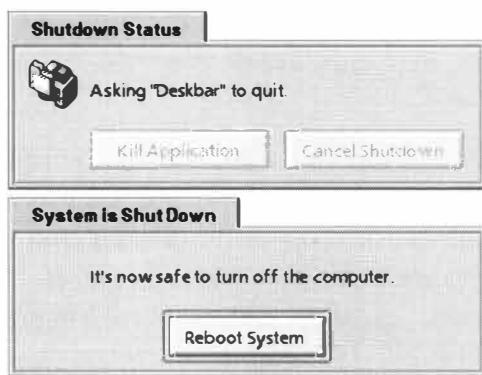 Shutdown Status
Asking "Deskbar" to quit.
Kill Application
Cancel Shutdown
System is Shut Down
It's now safe to turn off the computer.
Reboot System